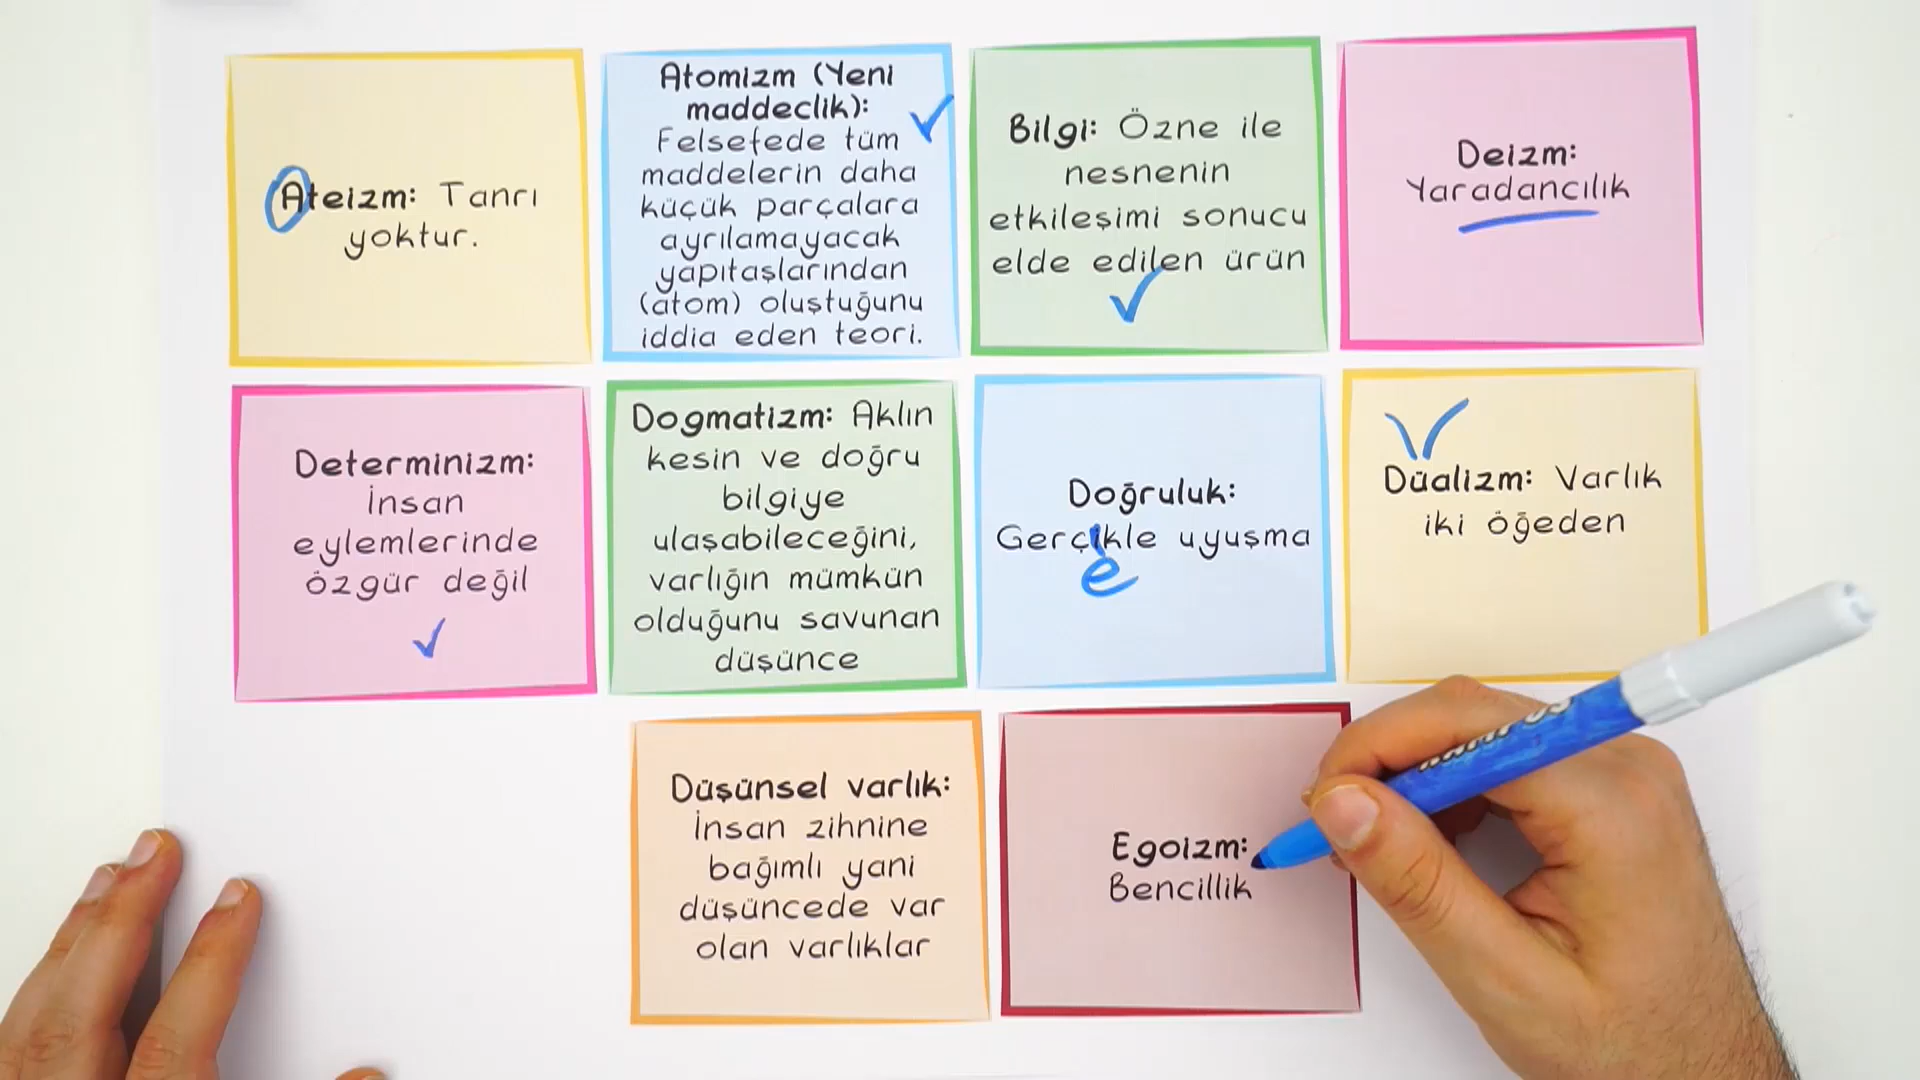 Ateizm: Tanrı
yoktur.
Atomizm (Yeni
maddeclik):
Felsefede tüm
maddelerin daha
küçük parçalara
ayrılamayacak
yapıtaşlarından
(atom) oluştuğunu
iddia eden teori.
Bilgi: Özne ile
nesnenin
etkileşimi sonucu
elde edilen ürün
Deizm:
Yaradancılık
Determinizm:
İnsan
eylemlerinde
özgür değil
Dogmatizm: Aklın
kesin ve doğru
bilgiye
ulaşabileceğini,
varlığın mümkün
olduğunu savunan
düşünce
Doğruluk:
Gerçikle uyuşma
e
Düalizm: Varlık
iki öğeden
Düşünsel varlık:
İnsan zihnine
bağımlı yani
düşüncede var
olan varlıklar
Egoizm:
Bencillik